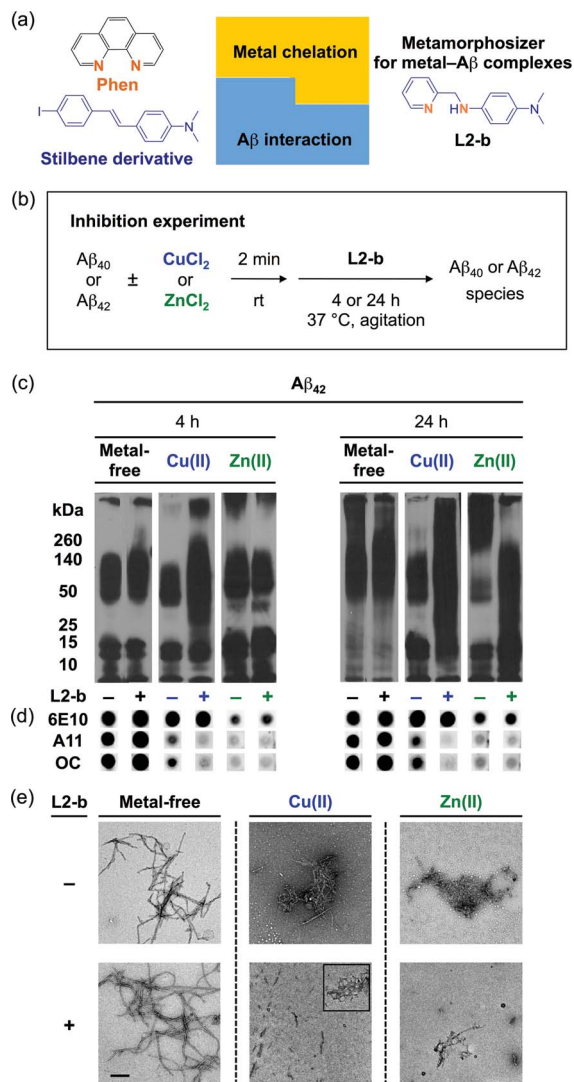 (a)
N N
Phen
I N
Stilbene derivative
Metal chelation
Aβ interaction
Metamorphosizer
for metal–Aβ complexes
N HN N
L2-b
(b)
Inhibition experiment
Aβ40
or
Aβ42
±
CuCl2
or
ZnCl2
2 min
rt
L2-b
4 or 24 h
37 °C, agitation
Aβ40 or Aβ42
species
(c)
Aβ42
4 h 24 h
Metal-free Cu(II) Zn(II) Metal-free Cu(II) Zn(II)
kDa
260
140
50
25
15
10
L2-b – + – + – + – + – + – +
(d) 6E10
A11
OC
(e)
L2-b Metal-free Cu(II) Zn(II)
–
+